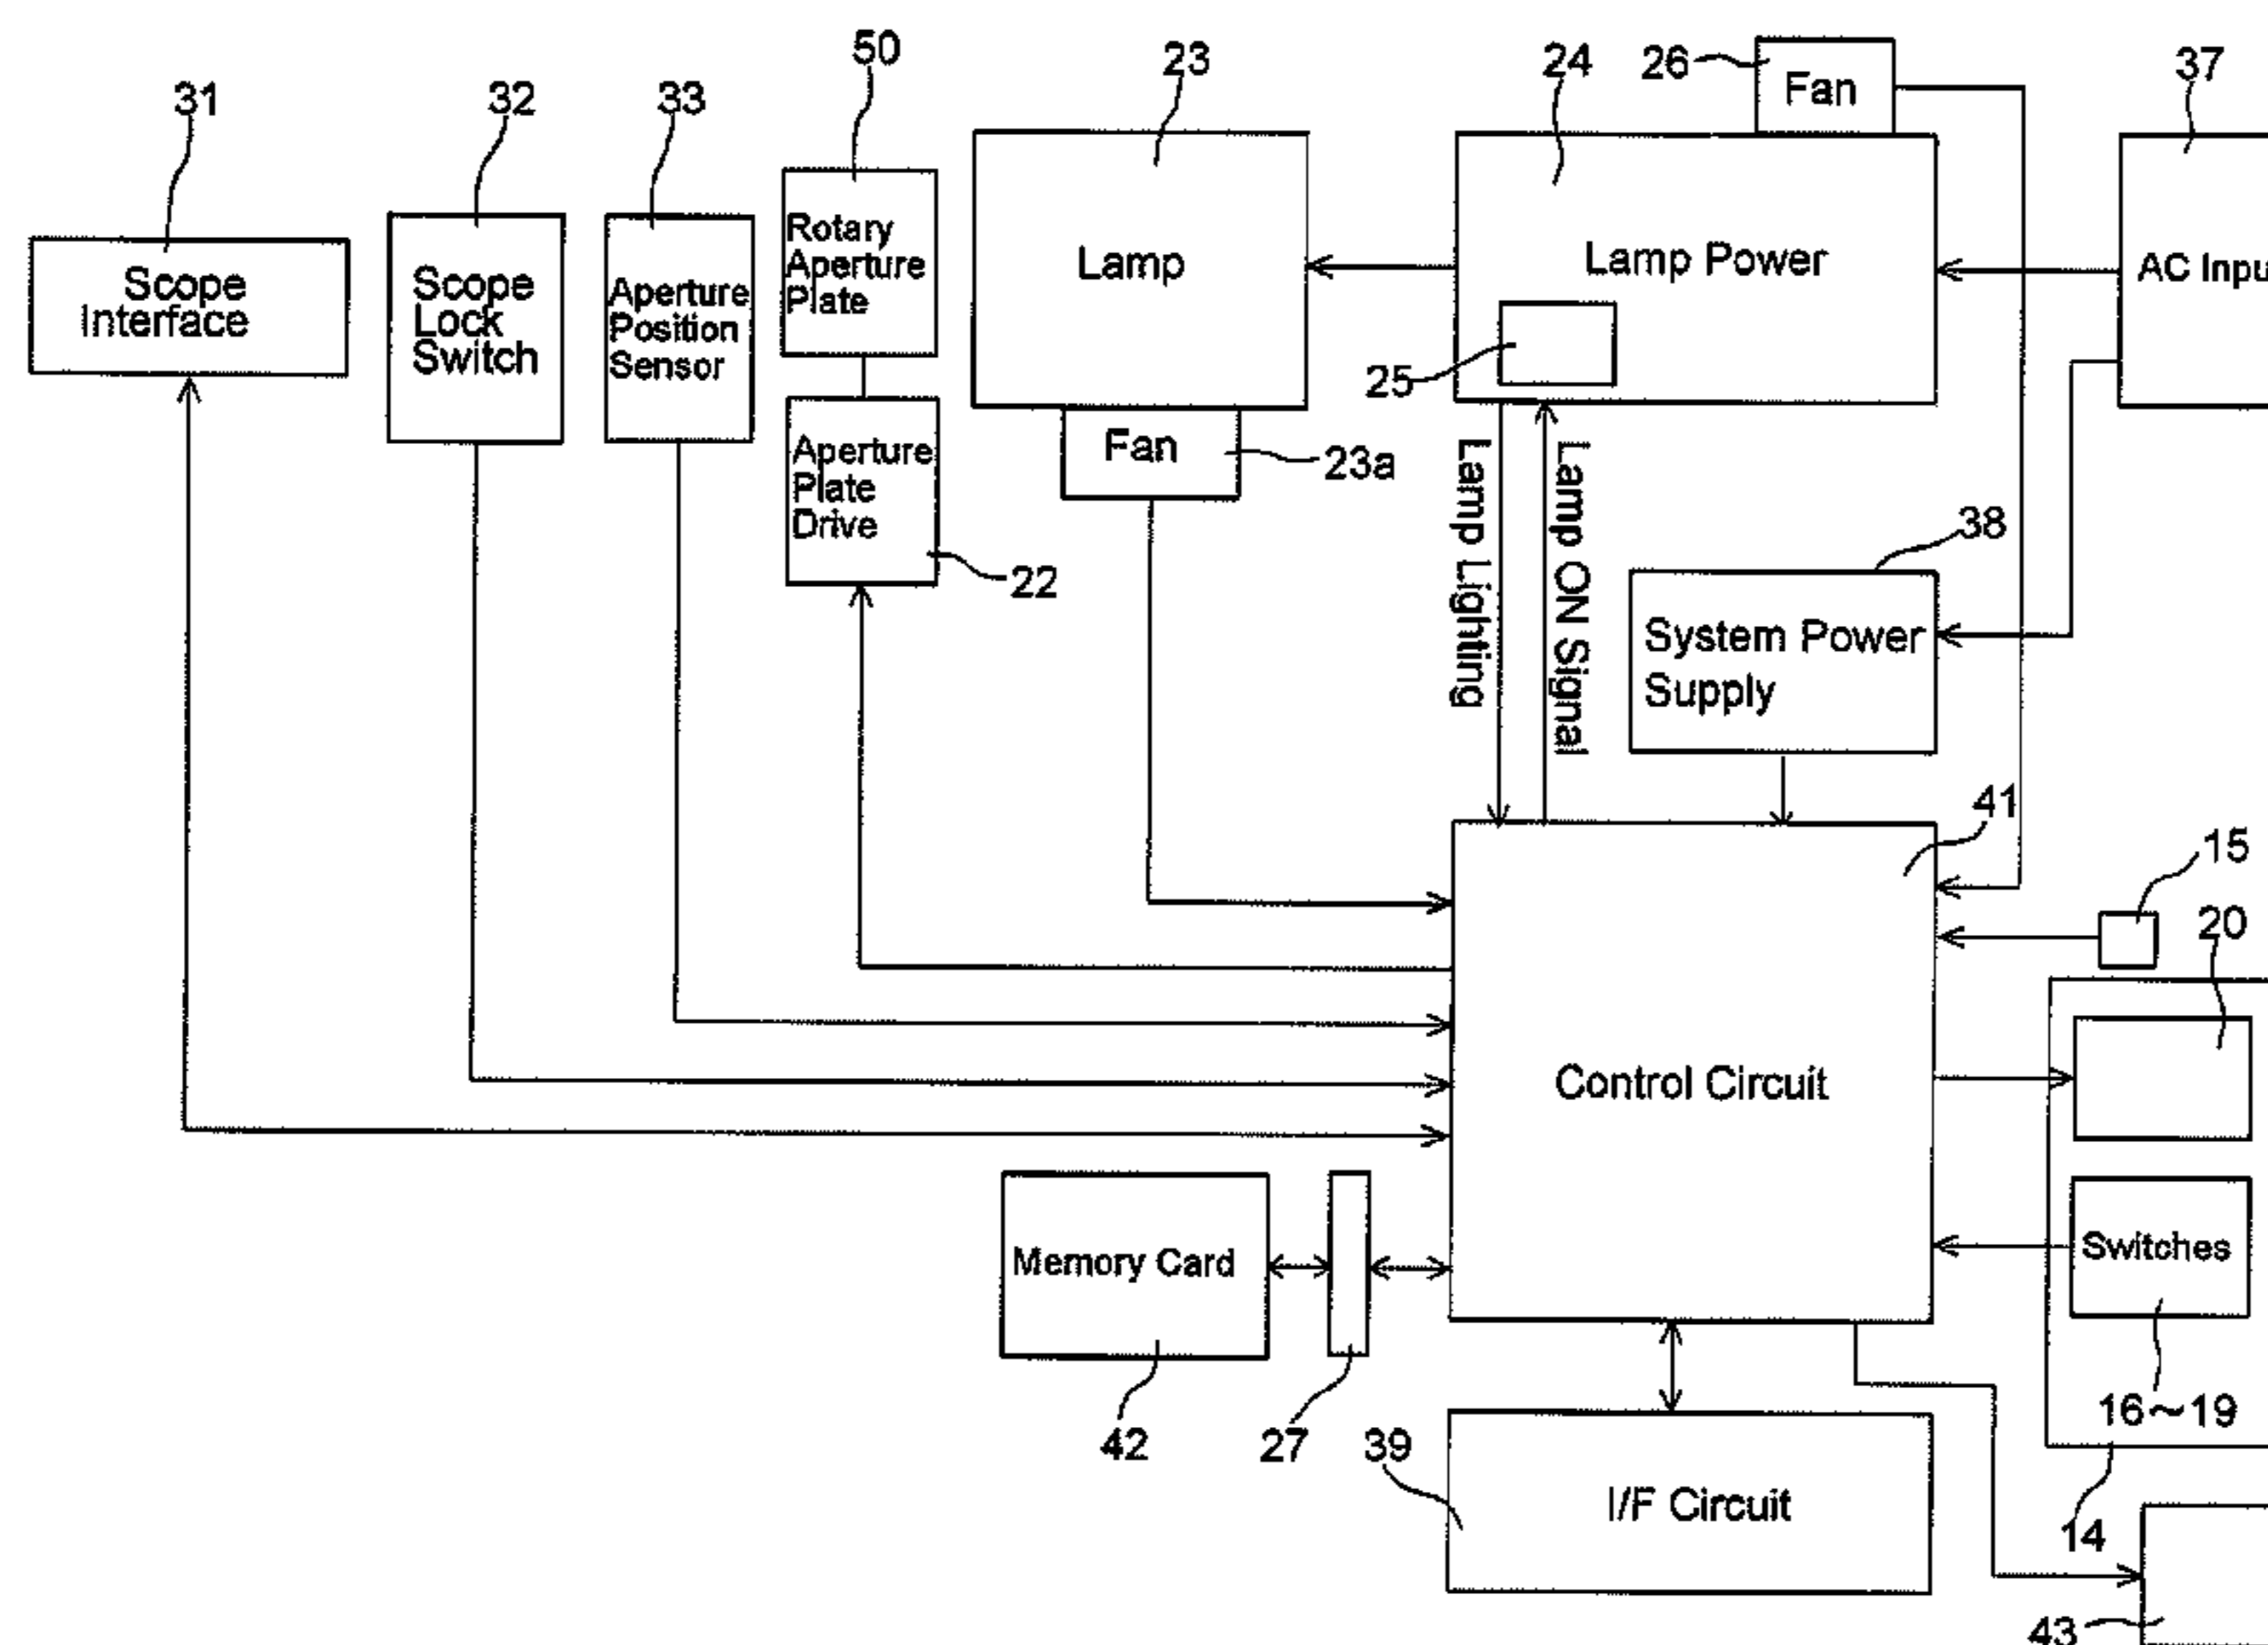 31
32
33
50
23
24
26
Fan
37
Scope
Interface
Scope
Lock
Switch
Aperture
Position
Sensor
Rotary
Aperture
Plate
Lamp
Lamp Power
25
AC Inpu
Aperture
Plate
Drive
22
Fan
23a
Lamp Lighting
Lamp ON Signal
38
System Power
Supply
41
15
20
Control Circuit
Memory Card
42
27
Switches
16~19
14
39
I/F Circuit
43